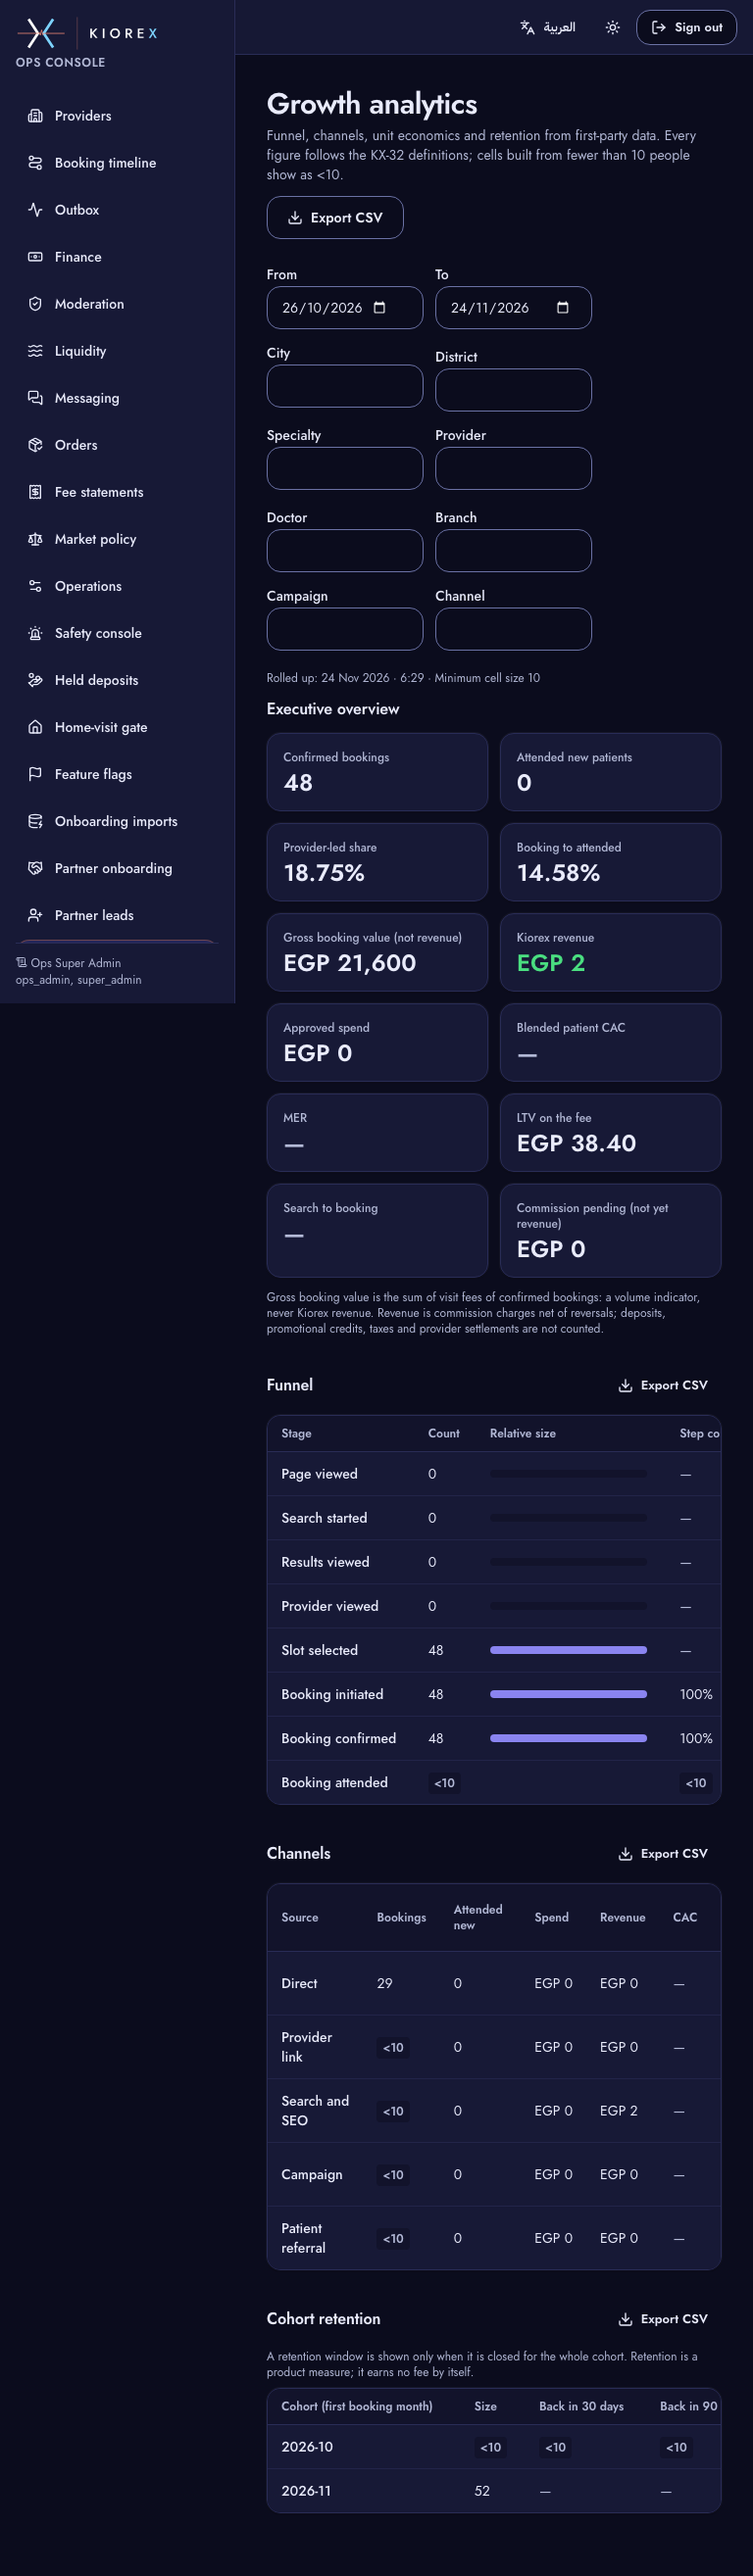 KIOREX
OPS CONSOLE
العربية
Sign out
Providers
Booking timeline
Outbox
Finance
Moderation
Liquidity
Messaging
Orders
Fee statements
Market policy
Operations
Safety console
Held deposits
Home-visit gate
Feature flags
Onboarding imports
Partner onboarding
Partner leads
Ops Super Admin
ops_admin, super_admin
Growth analytics
Funnel, channels, unit economics and retention from first-party data. Every
figure follows the KX-32 definitions; cells built from fewer than 10 people
show as <10.
Export CSV
From To
26/10/2026 24/11/2026
City District
Specialty Provider
Doctor Branch
Campaign Channel
Rolled up: 24 Nov 2026 · 6:29 · Minimum cell size 10
Executive overview
Confirmed bookings
48
Attended new patients
0
Provider-led share
18.75%
Booking to attended
14.58%
Gross booking value (not revenue)
EGP 21,600
Kiorex revenue
EGP 2
Approved spend
EGP 0
Blended patient CAC
—
MER
—
LTV on the fee
EGP 38.40
Search to booking
—
Commission pending (not yet
revenue)
EGP 0
Gross booking value is the sum of visit fees of confirmed bookings: a volume indicator,
never Kiorex revenue. Revenue is commission charges net of reversals; deposits,
promotional credits, taxes and provider settlements are not counted.
Funnel Export CSV
Stage Count Relative size Step co
Page viewed 0 —
Search started 0 —
Results viewed 0 —
Provider viewed 0 —
Slot selected 48 —
Booking initiated 48 100%
Booking confirmed 48 100%
Booking attended <10 <10
Channels Export CSV
Source Bookings Attended
new Spend Revenue CAC
Direct 29 0 EGP 0 EGP 0 —
Provider
link <10 0 EGP 0 EGP 0 —
Search and
SEO <10 0 EGP 0 EGP 2 —
Campaign <10 0 EGP 0 EGP 0 —
Patient
referral <10 0 EGP 0 EGP 0 —
Cohort retention Export CSV
A retention window is shown only when it is closed for the whole cohort. Retention is a
product measure; it earns no fee by itself.
Cohort (first booking month) Size Back in 30 days Back in 90
2026-10 <10 <10 <10
2026-11 52 — —